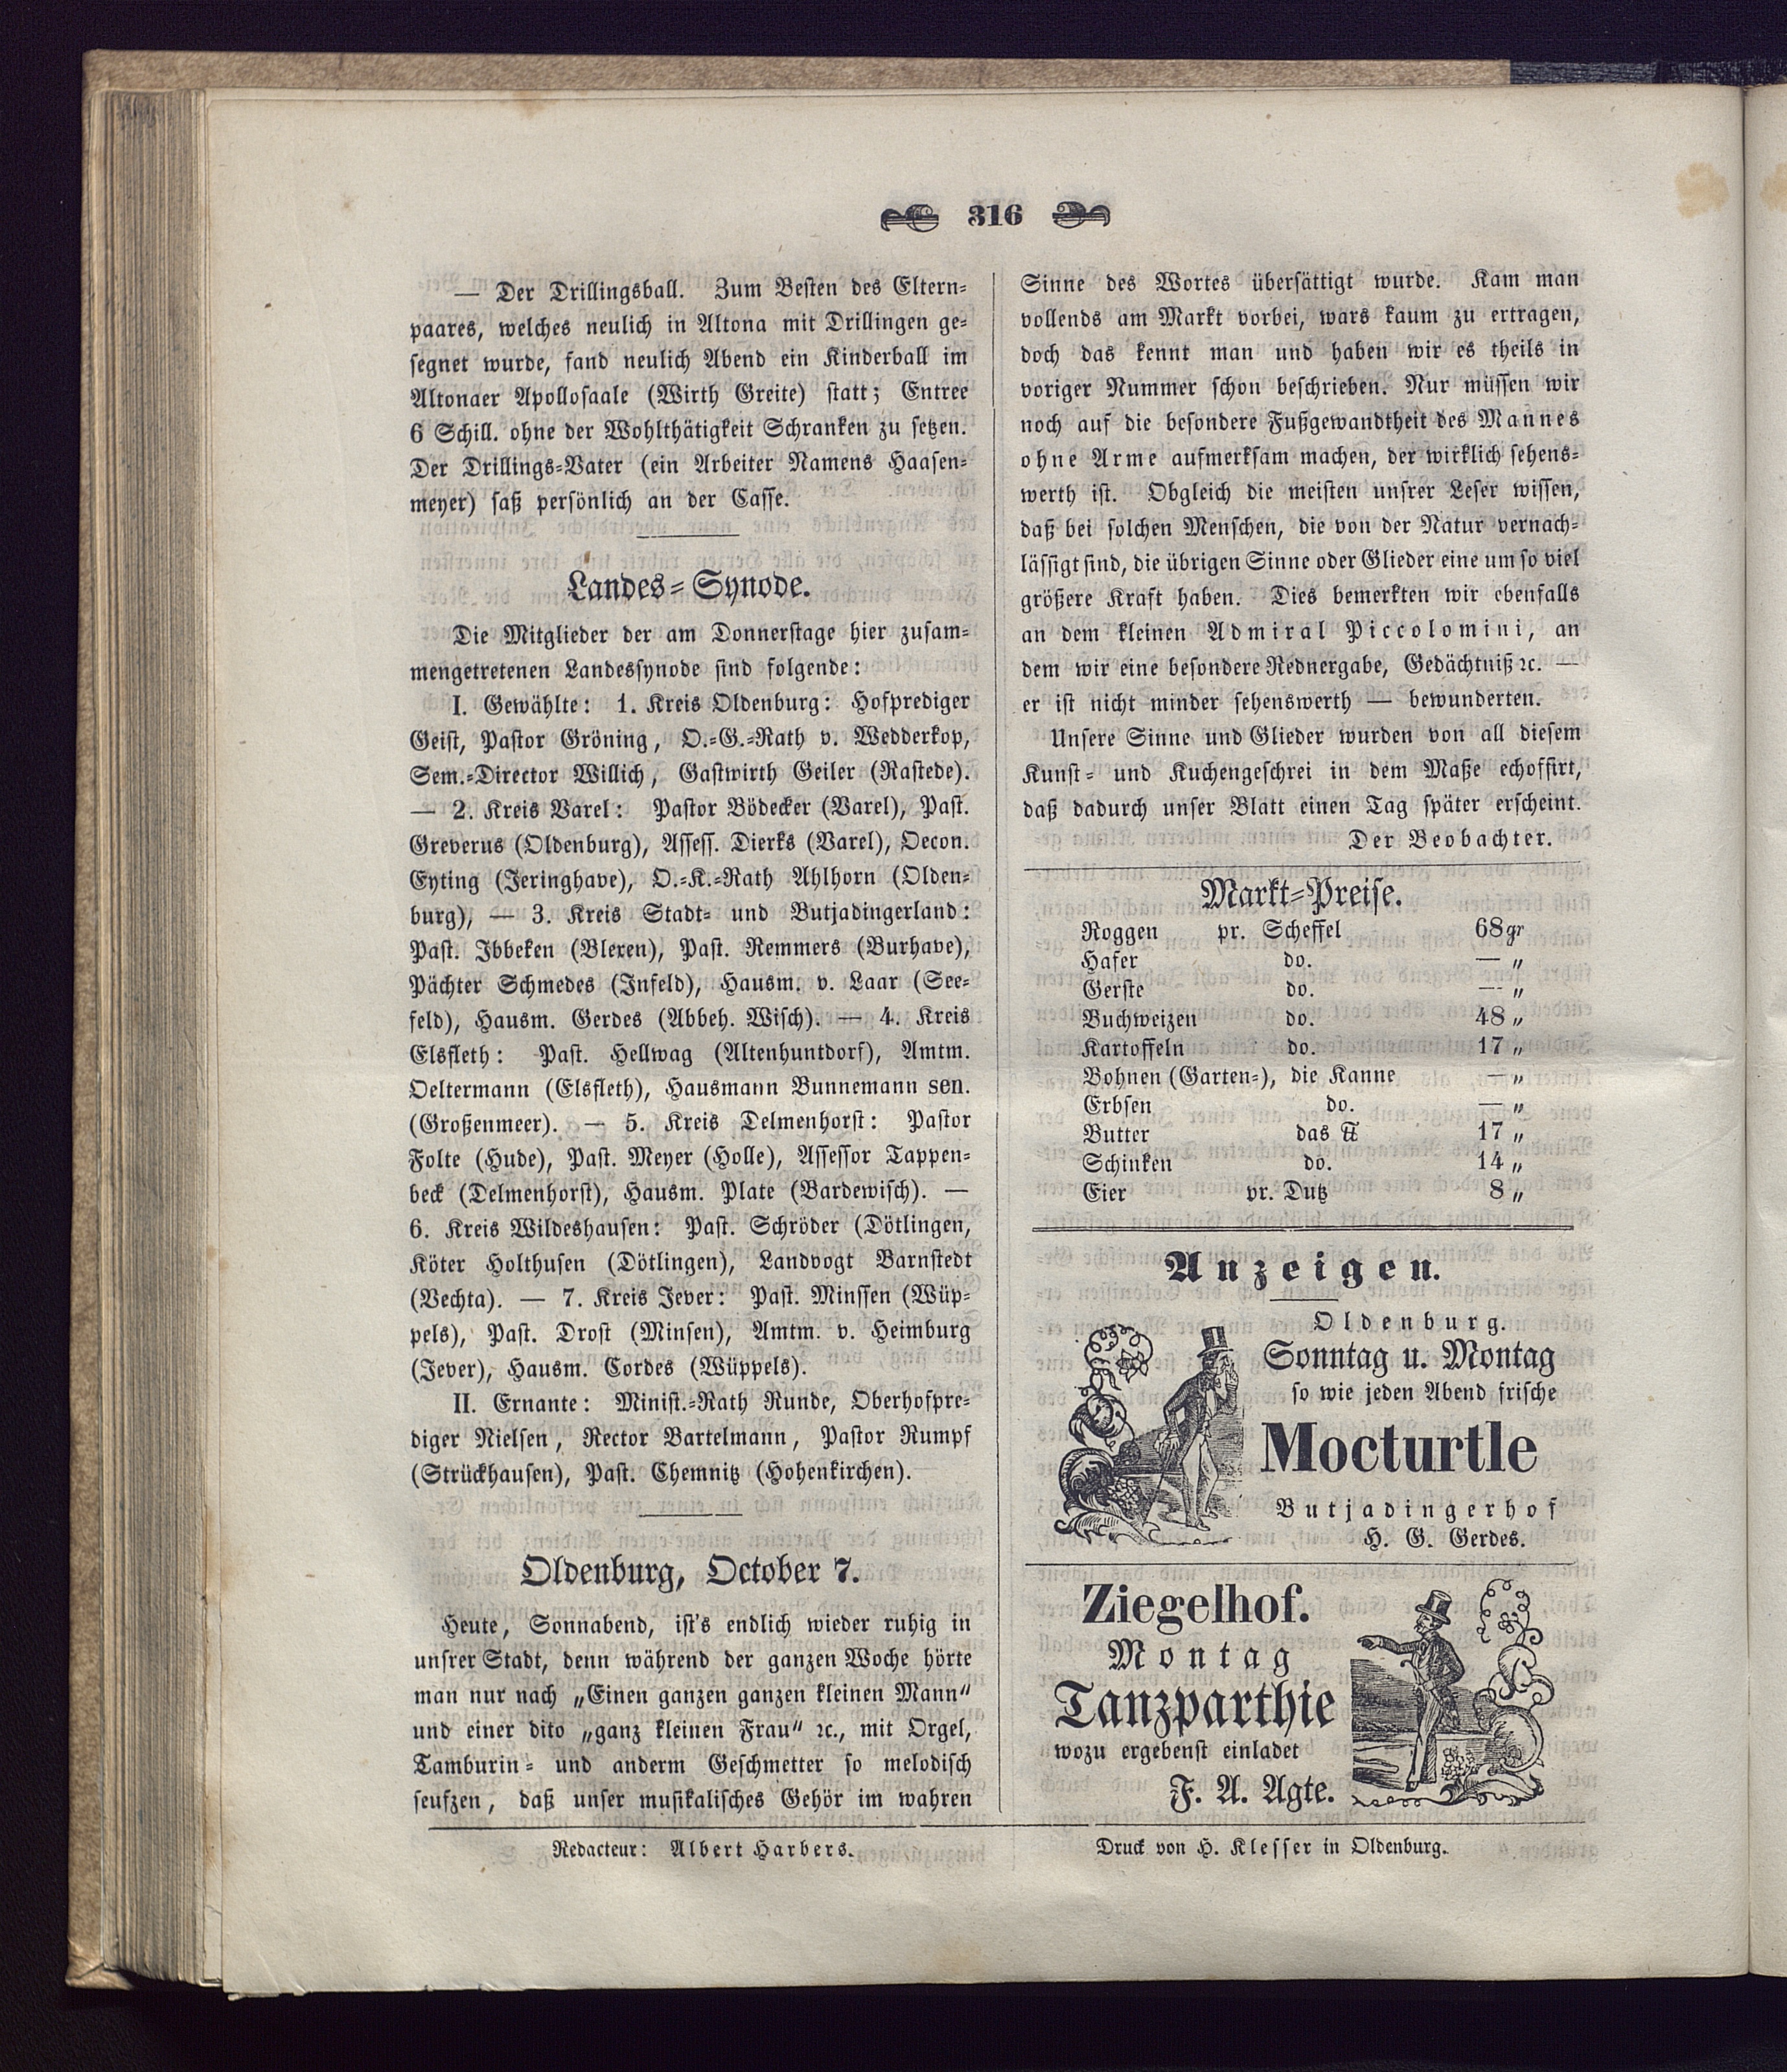 316
— Der Drillingsball. Zum Besten des Eltern=
paares, welches neulich in Altona mit Drillingen ge=
segnet wurde, fand neulich Abend ein Kinderball im
Altonaer Apollosaale (Wirth Greite) statt; Entree
6 Schill. ohne der Wohlthätigkeit Schranken zu setzen.
Der Drillings=Vater (ein Arbeiter Namens Haasen=
meyer) saß persönlich an der Casse.
Landes=Synode.
Die Mitglieder der am Donnerstage hier zusam=
mengetretenen Landessynode sind folgende:
I. Gewählte: 1. Kreis Oldenburg: Hofprediger
Geist, Pastor Gröning, O.=G.=Rath v. Wedderkop,
Sem.=Director Willich, Gastwirth Geiler (Rastede).
— 2. Kreis Varel: Pastor Bödecker (Varel), Past.
Greverus (Oldenburg), Assess. Dierks (Varel), Oecon.
Eyting (Jeringhave), O.=K.=Rath Ahlhorn (Olden=
burg), — 3. Kreis Stadt= und Butjadingerland:
Past. Ibbeken (Blexen), Past. Remmers (Burhave),
Pächter Schmedes (Infeld), Hausm. v. Laar (See=
feld), Hausm. Gerdes (Abbeh. Wisch). — 4. Kreis
Elsfleth: Past. Hellwag (Altenhuntdorf), Amtm.
Oeltermann (Elsfleth), Hausmann Bunnemann sen.
(Großenmeer). — 5. Kreis Delmenhorst: Pastor
Folte (Hude), Past. Meyer (Holle), Assessor Tappen=
beck (Delmenhorst), Hausm. Plate (Bardewisch). —
6. Kreis Wildeshausen: Past. Schröder (Dötlingen,
Köter Holthusen (Dötlingen), Landvogt Barnstedt
(Vechta). — 7. Kreis Jever: Past. Minssen (Wüp=
pels), Past. Drost (Minsen), Amtm. v. Heimburg
(Jever), Hausm. Cordes (Wüppels).
II. Ernante: Minist.=Rath Runde, Oberhofpre=
diger Nielsen, Rector Bartelmann, Pastor Rumpf
(Strückhausen), Past. Chemnitz (Hohenkirchen).
Oldenburg, October 7.
Heute, Sonnabend, ist's endlich wieder ruhig in
unsrer Stadt, denn während der ganzen Woche hörte
man nur nach „Einen ganzen ganzen kleinen Mann“
und einer dito „ganz kleinen Frau“ ꝛc., mit Orgel,
Tamburin= und anderm Geschmetter so melodisch
seufzen, daß unser musikalisches Gehör im wahren
Sinne des Wortes übersättigt wurde. Kam man
vollends am Markt vorbei, wars kaum zu ertragen,
doch das kennt man und haben wir es theils in
voriger Nummer schon beschrieben. Nur müssen wir
noch auf die besondere Fußgewandtheit des Mannes
ohne Arme aufmerksam machen, der wirklich sehens=
werth ist. Obgleich die meisten unsrer Leser wissen,
daß bei solchen Menschen, die von der Natur vernach=
lässigt sind, die übrigen Sinne oder Glieder eine um so viel
größere Kraft haben. Dies bemerkten wir ebenfalls
an dem kleinen Admiral Piccolomini, an
dem wir eine besondere Rednergabe, Gedächtniß ꝛc. —
er ist nicht minder sehenswerth — bewunderten.
Unsere Sinne und Glieder wurden von all diesem
Kunst= und Kuchengeschrei in dem Maße echoffirt,
daß dadurch unser Blatt einen Tag später erscheint.
Der Beobachter.
Markt=Preise.
Roggen pr. Scheffel 68 gr
Hafer do. — „
Gerste do. — „
Buchweizen do. 48 „
Kartoffeln do. 17 „
Bohnen (Garten=), die Kanne — „
Erbsen do. — „
Butter das ℔ 17 „
Schinken do. 14 „
Eier pr. Dutz 8 „
Anzeigen.
Oldenburg.
Sonntag u. Montag
so wie jeden Abend frische
Mocturtle
Butjadingerhof
H. G. Gerdes.
Ziegelhof.
Montag
Tanzparthie
wozu ergebenst einladet
F. A. Agte.
Redacteur: Albert Harbers.
Druck von H. Klesser in Oldenburg.